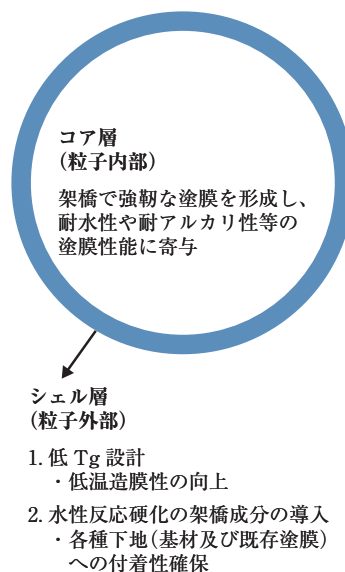 コア層
(粒子内部)
架橋で強靭な塗膜を形成し、
耐水性や耐アルカリ性等の
塗膜性能に寄与
シェル層
(粒子外部)
1. 低 Tg 設計
・低温造膜性の向上
2. 水性反応硬化の架橋成分の導入
・各種下地(基材及び既存塗膜)
への付着性確保